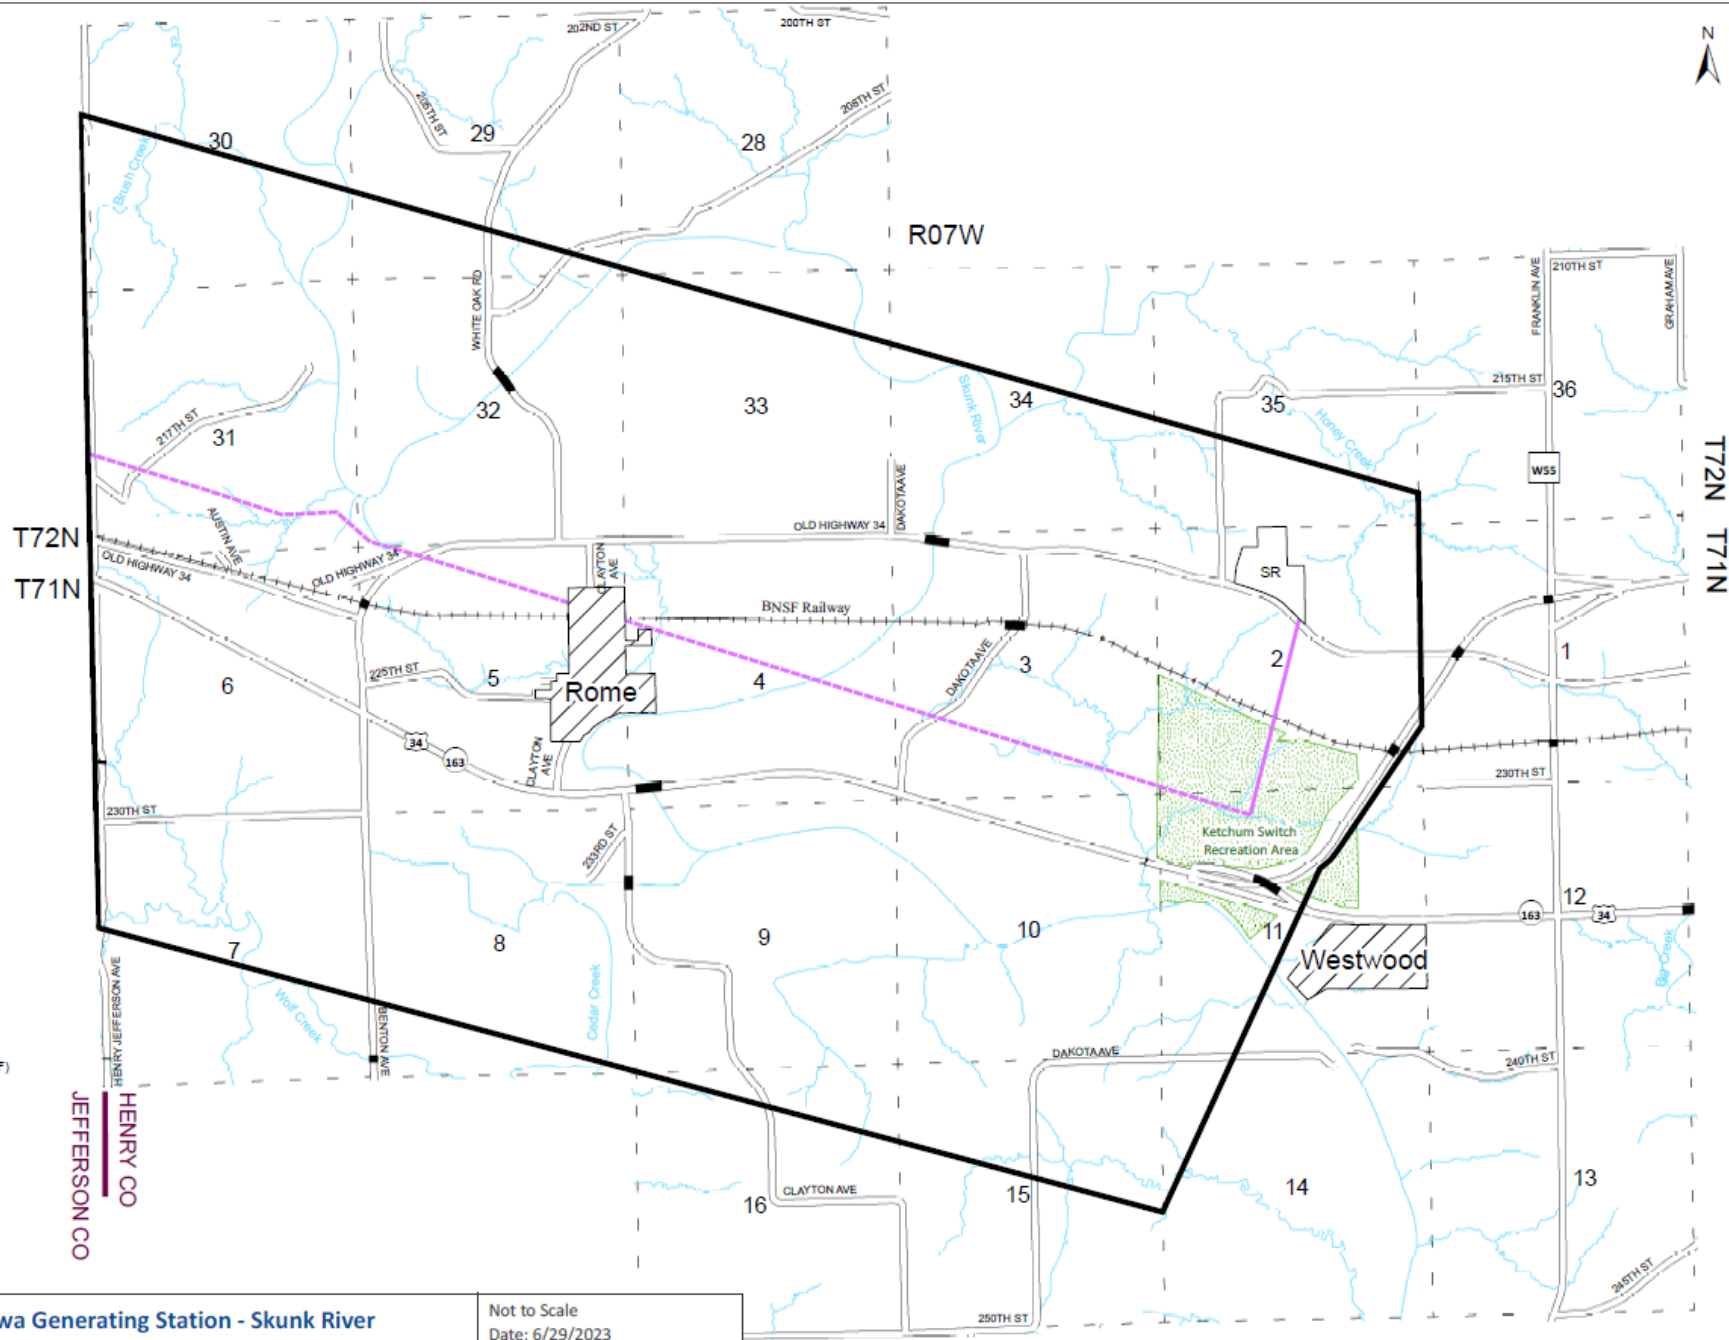 202ND ST
200TH ST
N
205TH ST
208TH ST
30
29
28
Brush Creek
R07W
210TH ST
FRANKLIN AVE
GRAHAM AVE
WHITE OAK RD
215TH ST
36
Skunk River
34
35
33
32
Honey Creek
217TH ST
31
W55
T72N
T71N
DAKOTA AVE
OLD HIGHWAY 34
AUSTIN AVE
T72N
OLD HIGHWAY 34
OLD HIGHWAY 34
CLAYTON
AVE
SR
T71N
BNSF Railway
225TH ST
5
6
Rome
4
DAKOTA AVE
3
2
1
34
163
CLAYTON
AVE
230TH ST
230TH ST
233RD ST
Ketchum Switch
Recreation Area
12
163
34
7
8
9
10
11
Westwood
Big Creek
Wolf Creek
Cedar Creek
HENRY JEFFERSON AVE
BENTON AVE
DAKOTA AVE
240TH ST
F)
HENRY CO
JEFFERSON CO
16
CLAYTON AVE
15
14
13
245TH ST
250TH ST
wa Generating Station - Skunk River
Not to Scale
Date: 6/29/2023